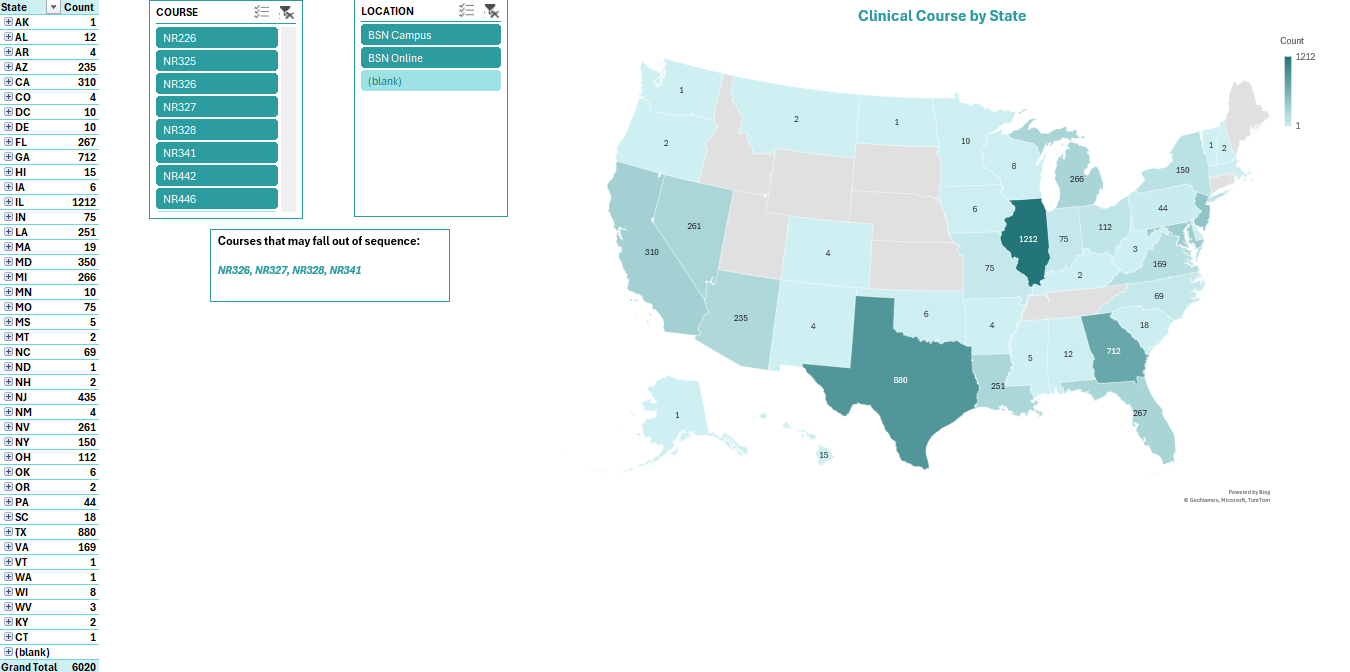 State Count
AK 1
AL 12
AR 4
AZ 235
CA 310
CO 4
DC 10
DE 10
FL 267
GA 712
HI 15
IA 6
IL 1212
IN 75
LA 251
MA 19
MD 350
MI 266
MN 10
MO 75
MS 5
MT 2
NC 69
ND 1
NH 2
NJ 435
NM 4
NV 261
NY 150
OH 112
OK 6
OR 2
PA 44
SC 18
TX 880
VA 169
VT 1
WA 1
WI 8
WV 3
KY 2
CT 1
(blank)
Grand Total 6020
COURSE
NR226
NR325
NR326
NR327
NR328
NR341
NR442
NR446
LOCATION
BSN Campus
BSN Online
(blank)
Courses that may fall out of sequence:
NR326, NR327, NR328, NR341
Clinical Course by State
Count
1212
1
1
2
1
2
10
8
266
150
1
2
6
44
310
261
4
1212
75
112
3
169
75
2
69
235
4
6
4
18
5
12
712
880
251
267
1
15
Powered by Bing
© GeoNames, Microsoft, TomTom